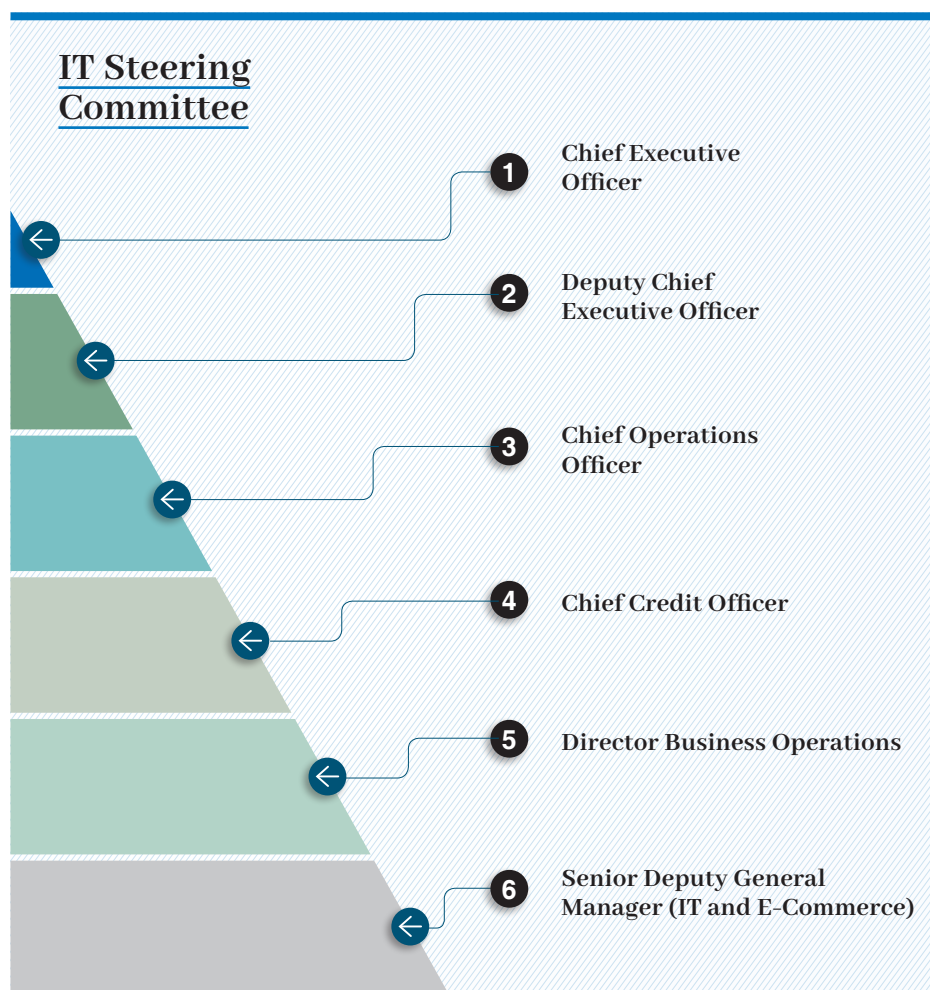 IT Steering
Committee
1
Chief Executive
Officer
2
Deputy Chief
Executive Officer
3
Chief Operations
Officer
4
Chief Credit Officer
5
Director Business Operations
6
Senior Deputy General
Manager (IT and E-Commerce)